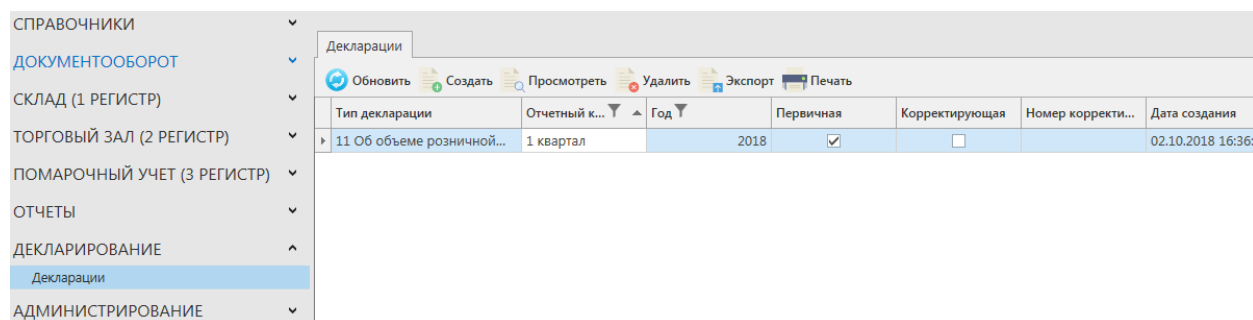 СПРАВОЧНИКИ
ДОКУМЕНТООБОРОТ
СКЛАД (1 РЕГИСТР)
ТОРГОВЫЙ ЗАЛ (2 РЕГИСТР)
ПОМАРОЧНЫЙ УЧЕТ (3 РЕГИСТР)
ОТЧЕТЫ
ДЕКЛАРИРОВАНИЕ
Декларации
АДМИНИСТРИРОВАНИЕ
Декларации
Обновить Создать Просмотреть Удалить Экспорт Печать
Тип декларации Отчетный к... Год Первичная Корректирующая Номер корректи... Дата создания
11 Об объеме розничной... 1 квартал 2018 02.10.2018 16:36: